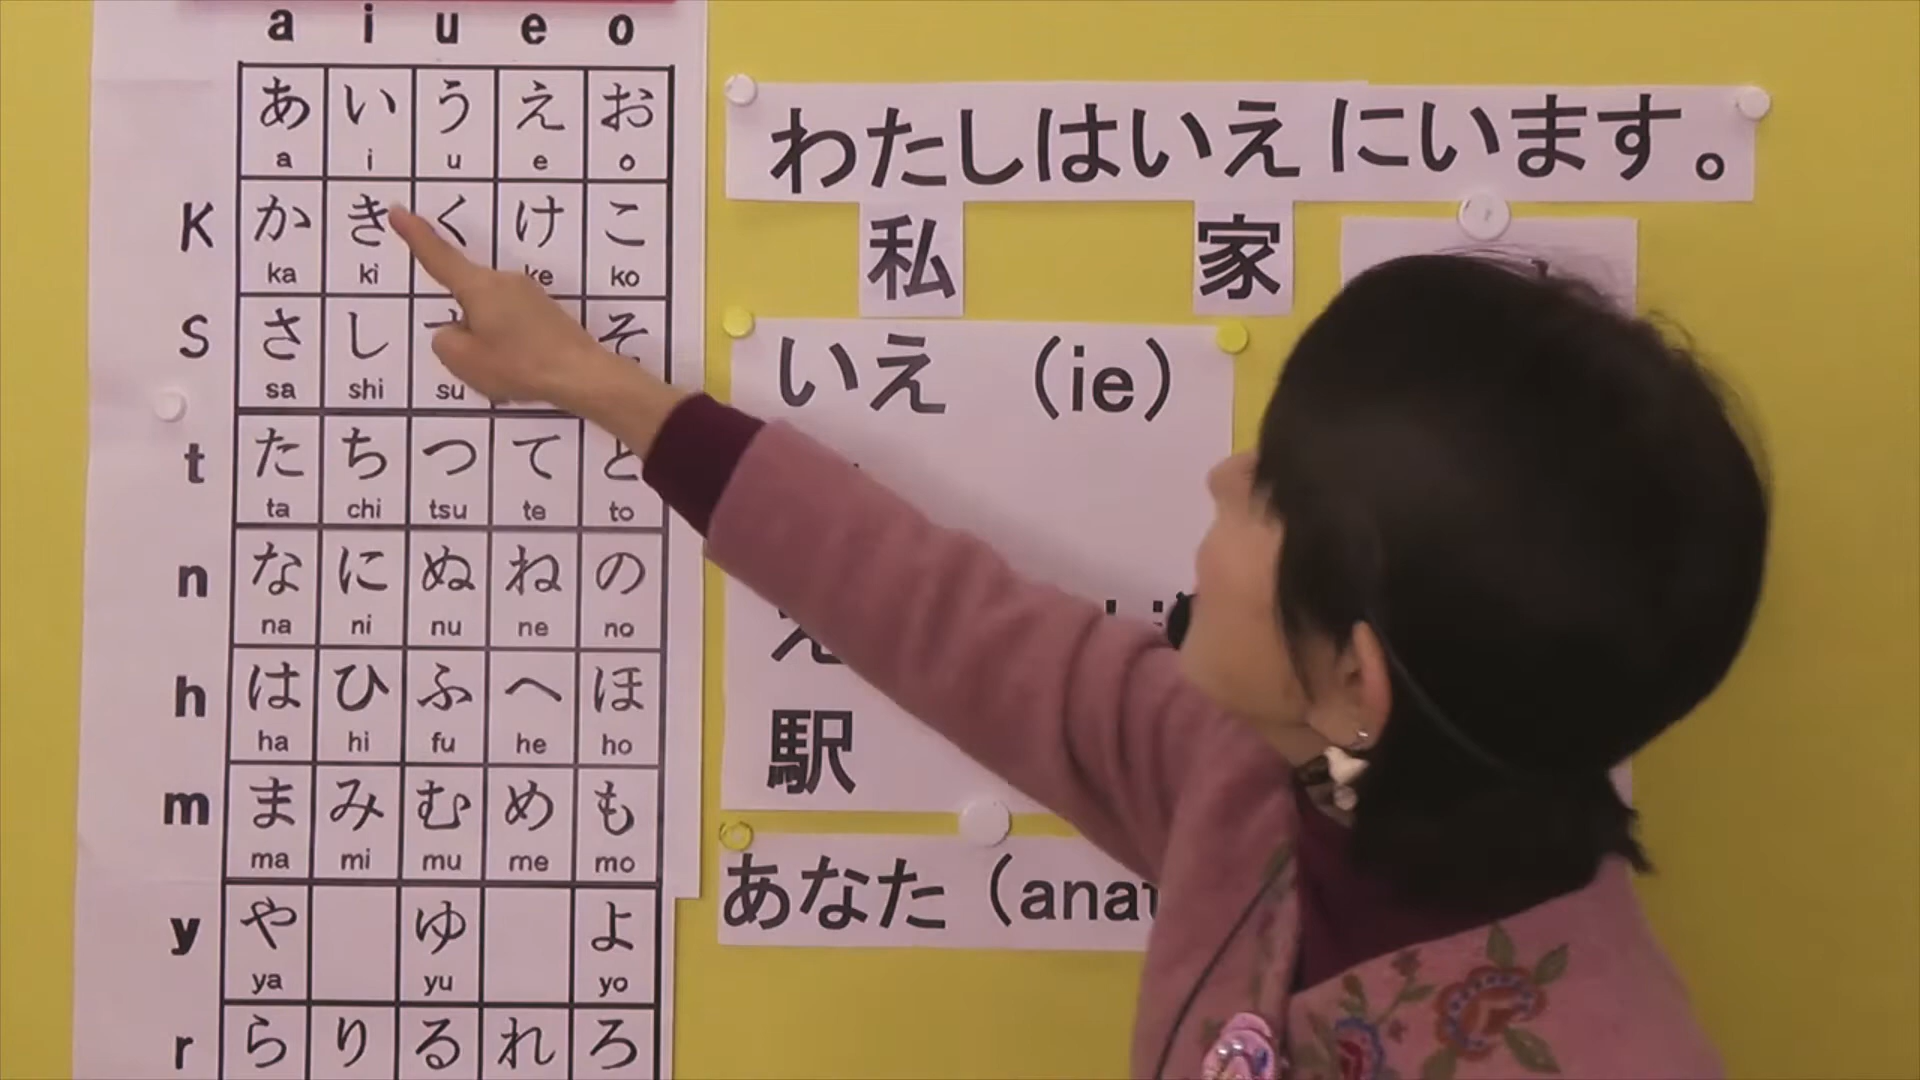 a i u e o
あ い う え お
a i u e o
K か き く け こ
ka ki ke ko
S さ し そ
sa shi su
t た ち つ て と
ta chi tsu te to
n な に ぬ ね の
na ni nu ne no
h は ひ ふ へ ほ
ha hi fu he ho
m ま み む め も
ma mi mu me mo
y や ゆ よ
ya yu yo
r ら り る れ ろ
わたしはいえにいます。
私 家
いえ (ie)
駅
あなた (ana